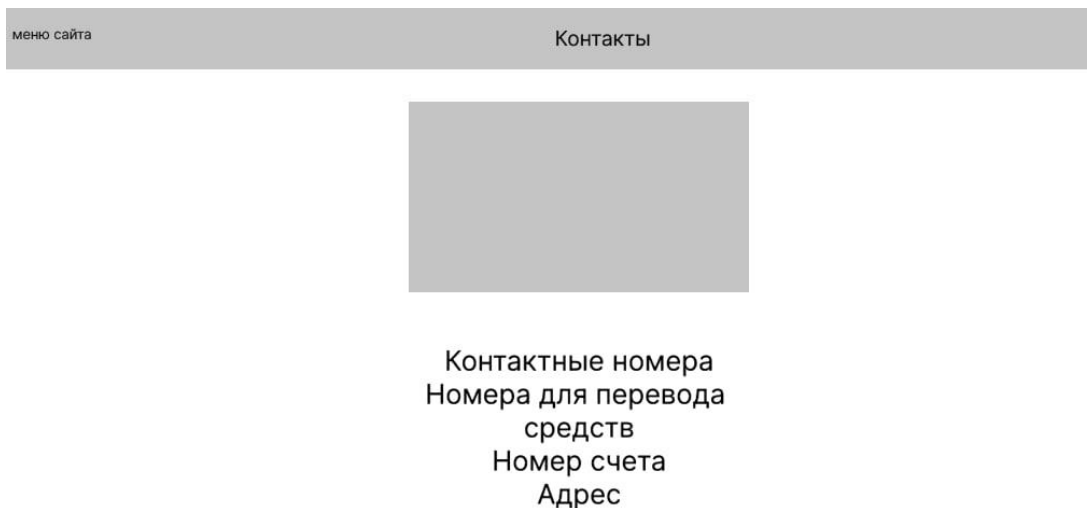 меню сайта
Контакты
Контактные номера
Номера для перевода
средств
Номер счета
Адрес